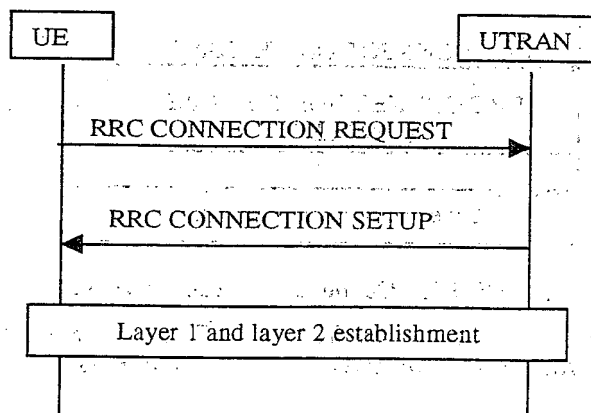 UE
UTRAN
RRC CONNECTION REQUEST
RRC CONNECTION SETUP
Layer 1 and layer 2 establishment